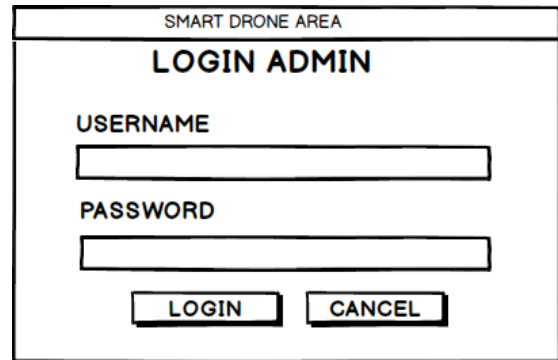 SMART DRONE AREA
LOGIN ADMIN
USERNAME
PASSWORD
LOGIN CANCEL